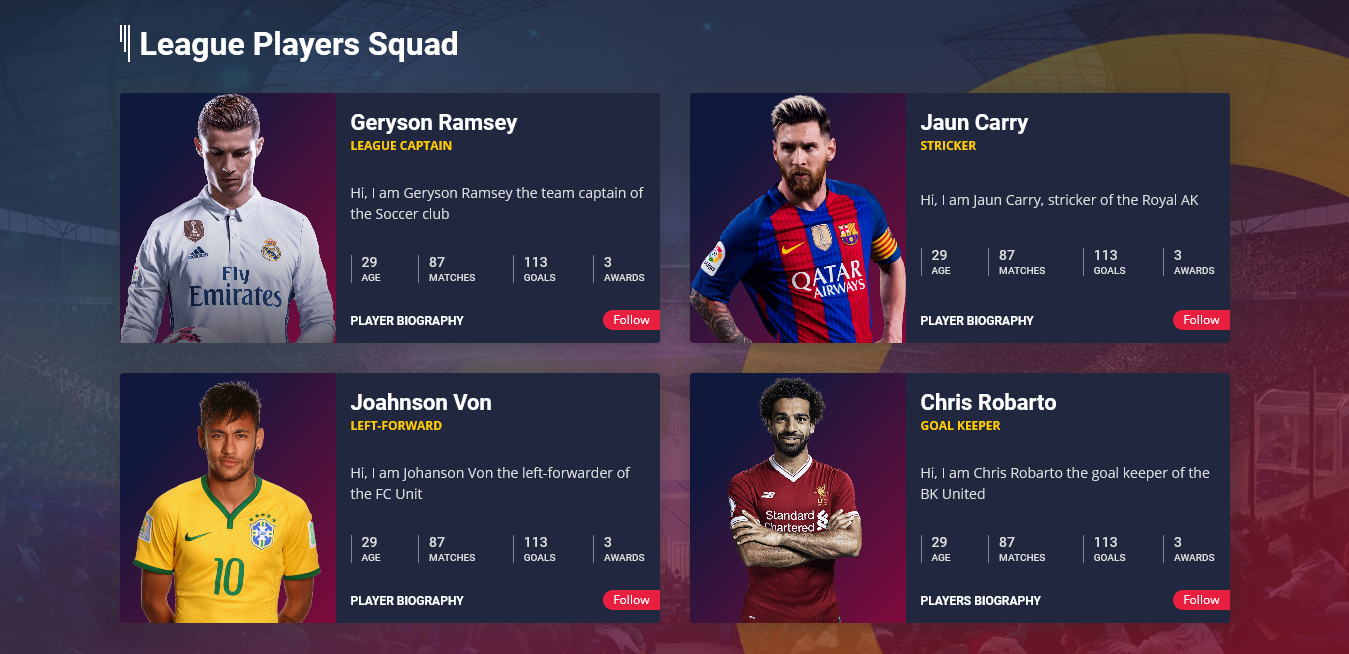 League Players Squad
Geryson Ramsey
LEAGUE CAPTAIN
Hi, I am Geryson Ramsey the team captain of
the Soccer club
29
AGE
87
MATCHES
113
GOALS
3
AWARDS
PLAYER BIOGRAPHY
Follow
Fly
Emirates
Jaun Carry
STRICKER
Hi, I am Jaun Carry, stricker of the Royal AK
29
AGE
87
MATCHES
113
GOALS
3
AWARDS
PLAYER BIOGRAPHY
Follow
QATAR
AIRWAYS
Joahnson Von
LEFT-FORWARD
Hi, I am Johanson Von the left-forwarder of
the FC Unit
29
AGE
87
MATCHES
113
GOALS
3
AWARDS
PLAYER BIOGRAPHY
Follow
10
Chris Robarto
GOAL KEEPER
Hi, I am Chris Robarto the goal keeper of the
BK United
29
AGE
87
MATCHES
113
GOALS
3
AWARDS
PLAYERS BIOGRAPHY
Follow
Standard
Chartered